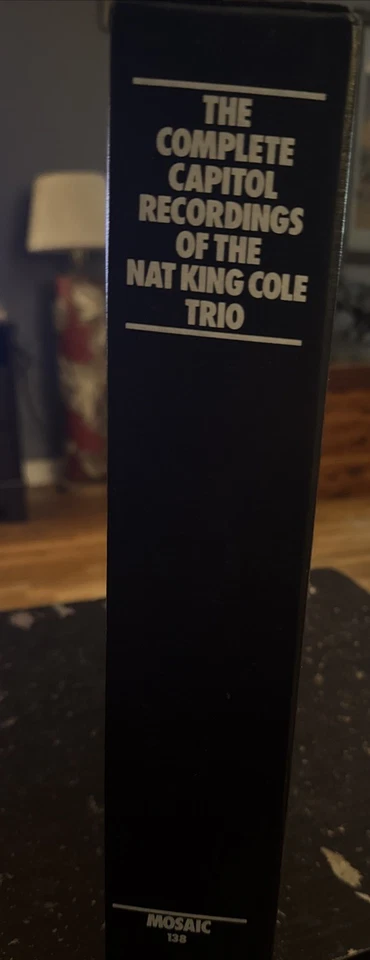 THE
COMPLETE
CAPITOL
RECORDINGS
OF THE
NAT KING COLE
TRIO
MOSAIC
138